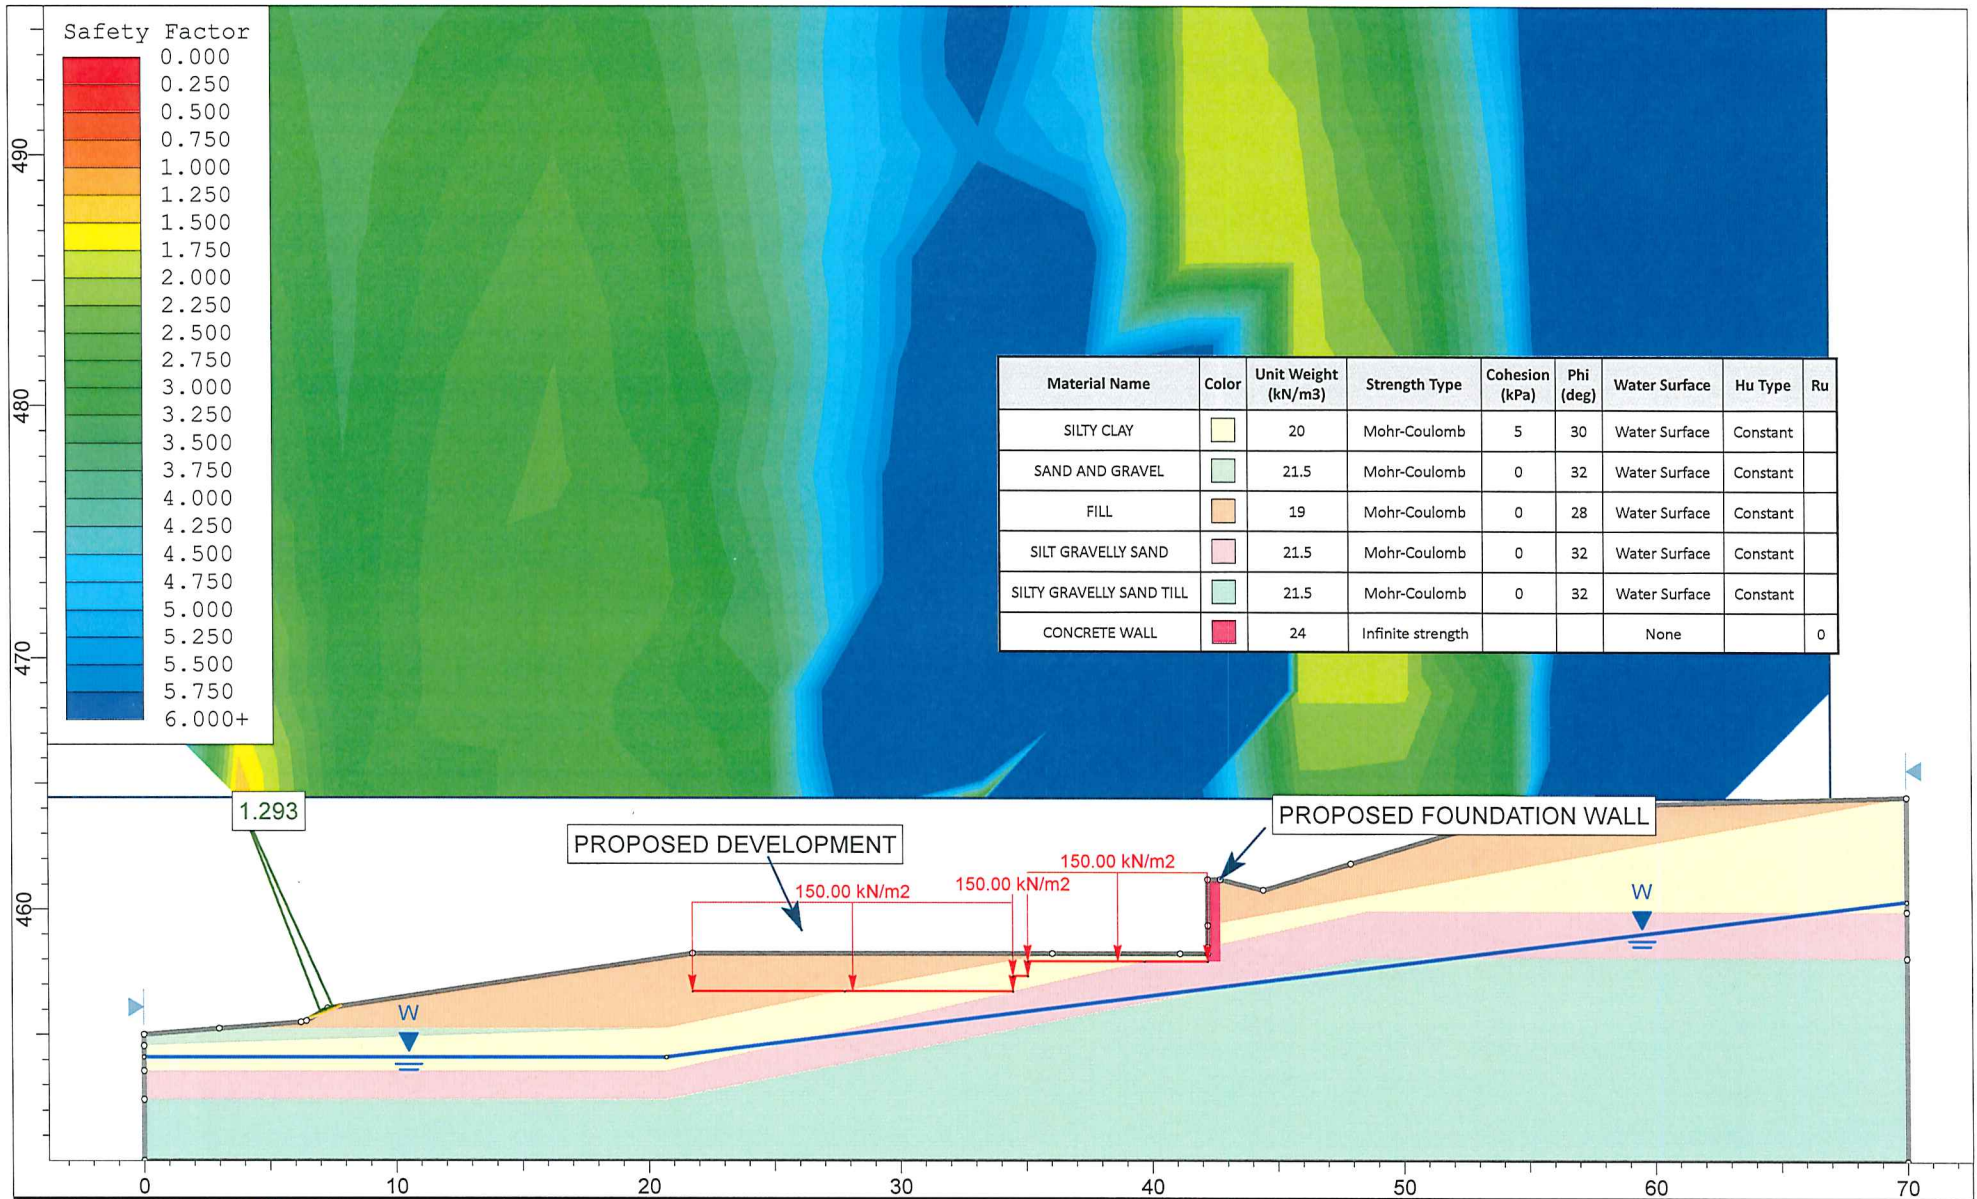 Safety Factor
0.000
0.250
0.500
0.750
1.000
1.250
1.500
1.750
2.000
2.250
2.500
2.750
3.000
3.250
3.500
3.750
4.000
4.250
4.500
4.750
5.000
5.250
5.500
5.750
6.000+
490
480
470
460
Material Name Color Unit Weight (kN/m3) Strength Type Cohesion (kPa) Phi (deg) Water Surface Hu Type Ru
SILTY CLAY 20 Mohr-Coulomb 5 30 Water Surface Constant
SAND AND GRAVEL 21.5 Mohr-Coulomb 0 32 Water Surface Constant
FILL 19 Mohr-Coulomb 0 28 Water Surface Constant
SILT GRAVELLY SAND 21.5 Mohr-Coulomb 0 32 Water Surface Constant
SILTY GRAVELLY SAND TILL 21.5 Mohr-Coulomb 0 32 Water Surface Constant
CONCRETE WALL 24 Infinite strength None 0
1.293
PROPOSED DEVELOPMENT
PROPOSED FOUNDATION WALL
150.00 kN/m2
150.00 kN/m2
150.00 kN/m2
W
W
0 10 20 30 40 50 60 70